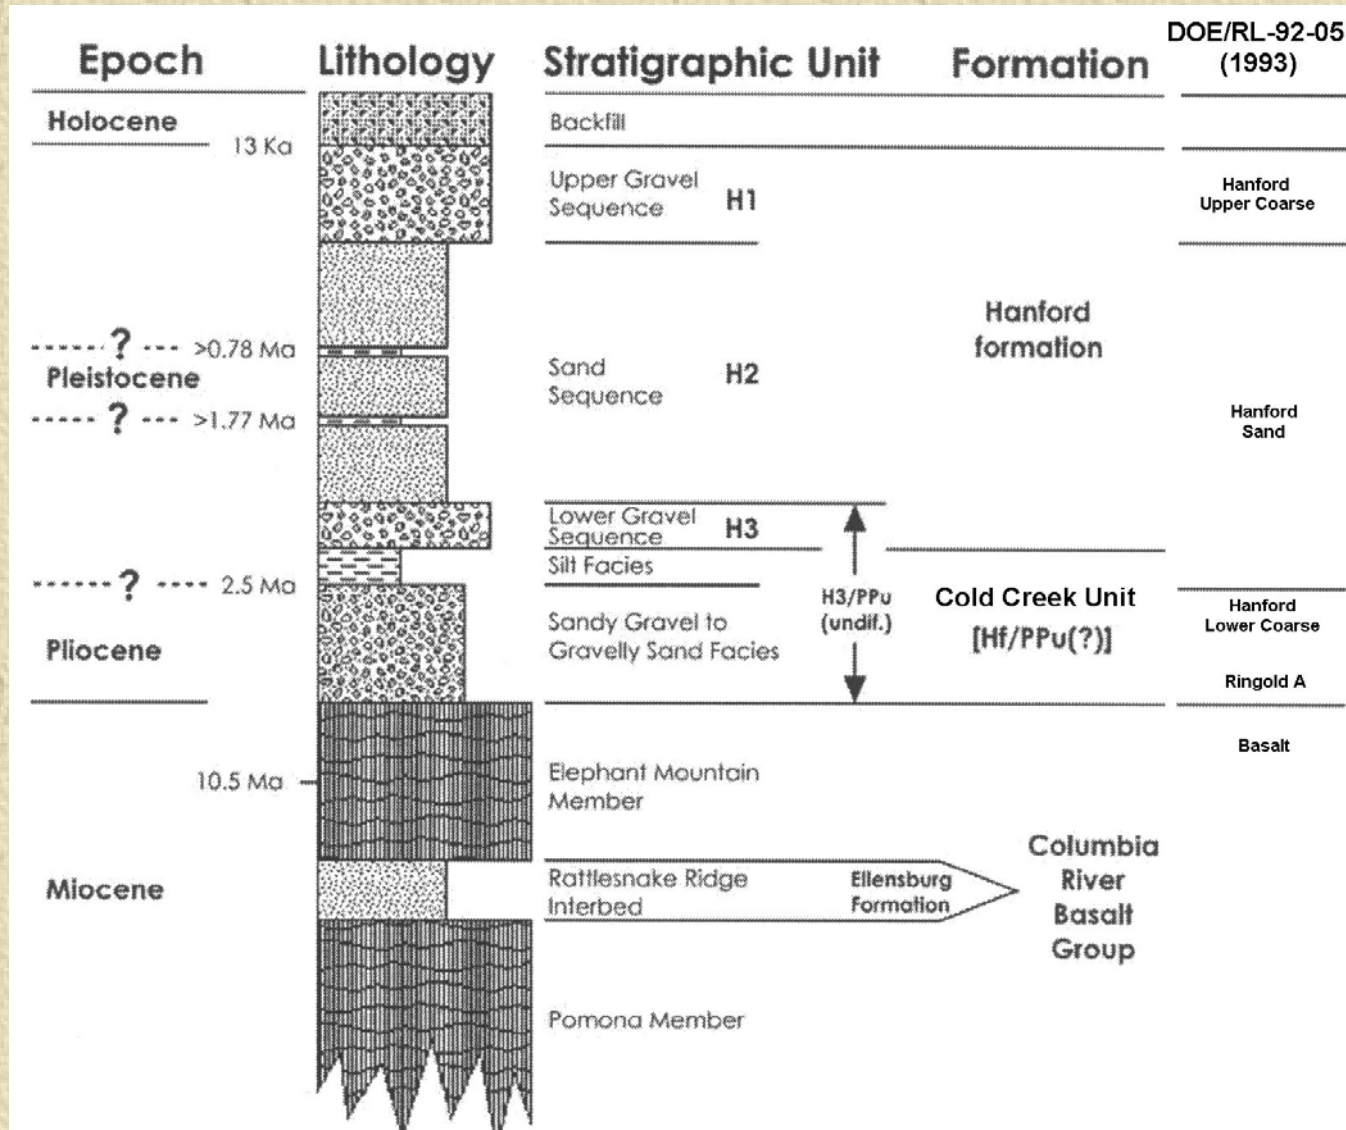 Epoch
Lithology
Stratigraphic Unit
Formation
DOE/RL-92-05
(1993)
Holocene
13 Ka
Backfill
Upper Gravel
Sequence
H1
Hanford
Upper Coarse
----- ? --- >0.78 Ma
Pleistocene
----- ? --- >1.77 Ma
Sand
Sequence
H2
Hanford
formation
Hanford
Sand
Lower Gravel
Sequence
H3
Silt Facies
----- ? ---- 2.5 Ma
Pliocene
Sandy Gravel to
Gravelly Sand Facies
H3/PPu
(undif.)
Cold Creek Unit
[Hf/PPu(?)]
Hanford
Lower Coarse
Ringold A
Basalt
10.5 Ma
Elephant Mountain
Member
Miocene
Rattlesnake Ridge
Interbed
Ellensburg
Formation
Columbia
River
Basalt
Group
Pomona Member